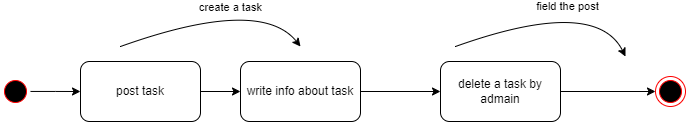 create a task
field the post
post task
write info about task
delete a task by
admain